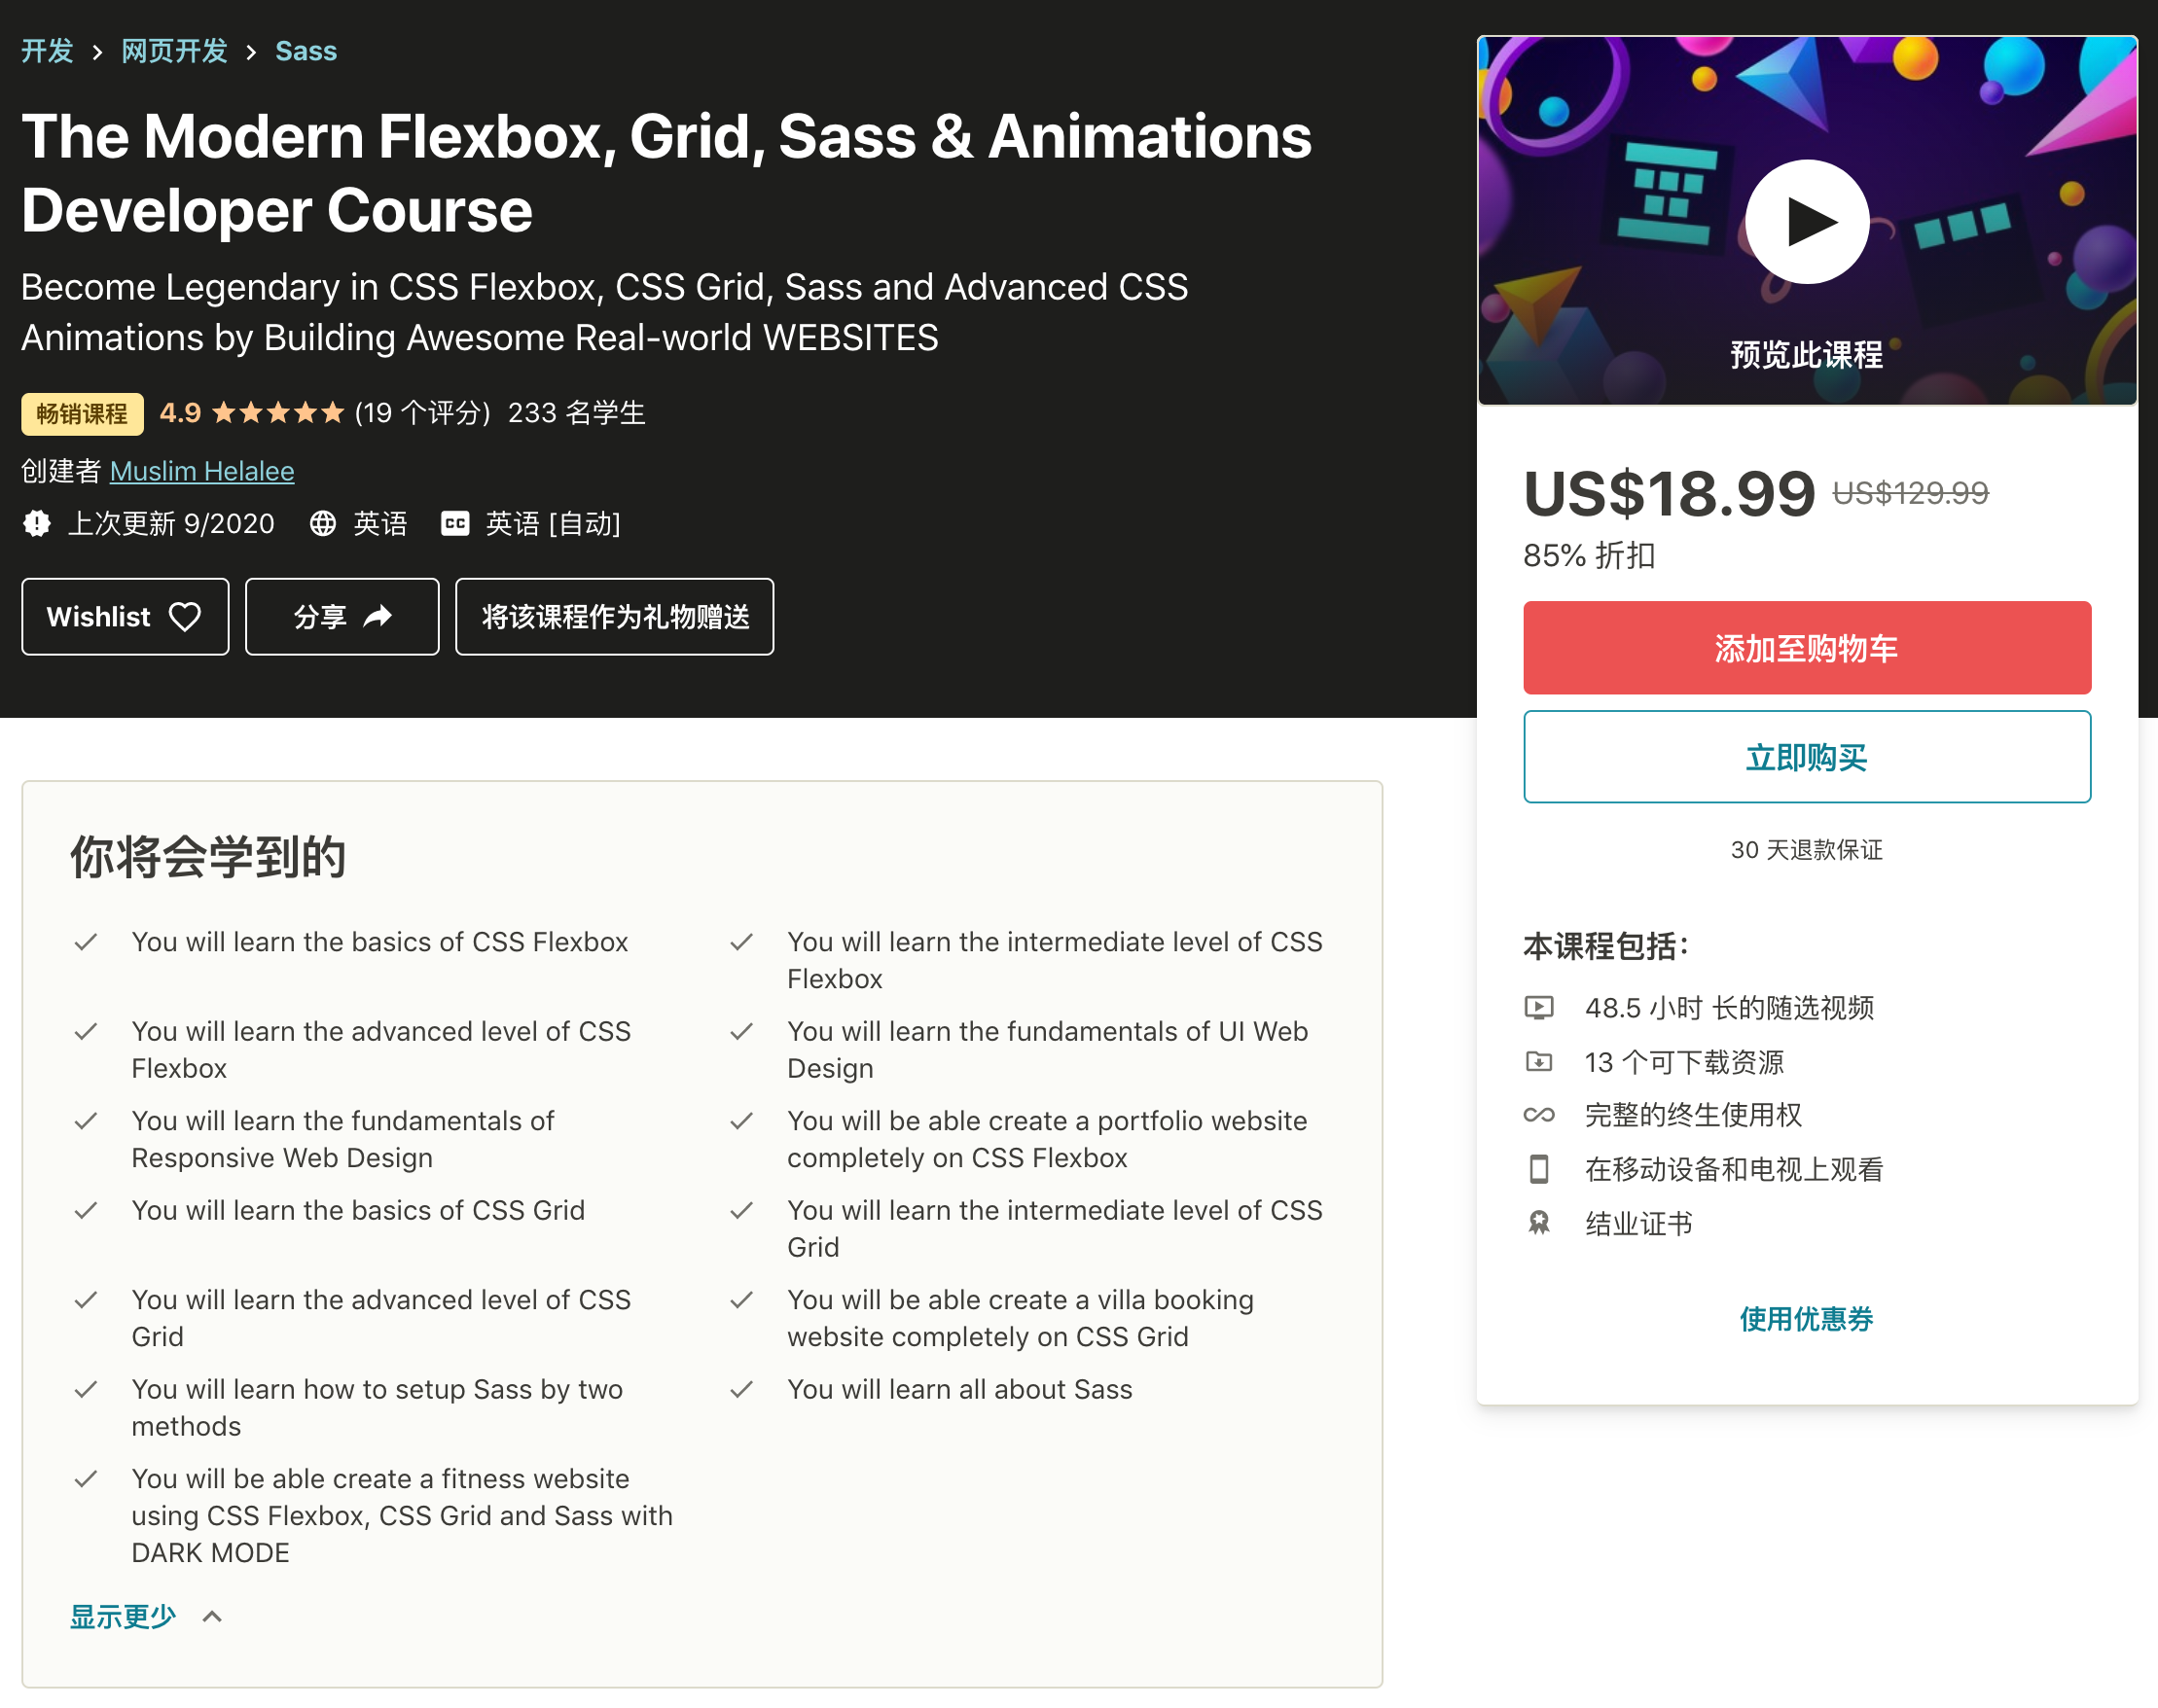 开发 > 网页开发 > Sass
The Modern Flexbox, Grid, Sass & Animations
Developer Course
Become Legendary in CSS Flexbox, CSS Grid, Sass and Advanced CSS
Animations by Building Awesome Real-world WEBSITES
畅销课程 4.9 (19 个评分) 233 名学生
创建者 Muslim Helalee
上次更新 9/2020 英语 CC 英语 [自动]
Wishlist 分享 将该课程作为礼物赠送
预览此课程
US$18.99 US$129.99
85% 折扣
添加至购物车
立即购买
30 天退款保证
本课程包括：
48.5 小时 长的随选视频
13 个可下载资源
完整的终生使用权
在移动设备和电视上观看
结业证书
使用优惠券
你将会学到的
You will learn the basics of CSS Flexbox
You will learn the intermediate level of CSS
Flexbox
You will learn the advanced level of CSS
Flexbox
You will learn the fundamentals of UI Web
Design
You will learn the fundamentals of
Responsive Web Design
You will be able create a portfolio website
completely on CSS Flexbox
You will learn the basics of CSS Grid
You will learn the intermediate level of CSS
Grid
You will learn the advanced level of CSS
Grid
You will be able create a villa booking
website completely on CSS Grid
You will learn how to setup Sass by two
methods
You will learn all about Sass
You will be able create a fitness website
using CSS Flexbox, CSS Grid and Sass with
DARK MODE
显示更少